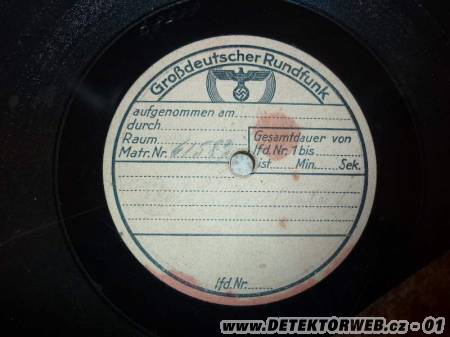 Großdeutscher Rundfunk
aufgenommen am
durch
Raum
Matr.Nr.
Gesamtdauer von
lfd. Nr. 1 bis
ist Min. Sek.
lfd.Nr.
www.DETEKTORWEB.cz - 01